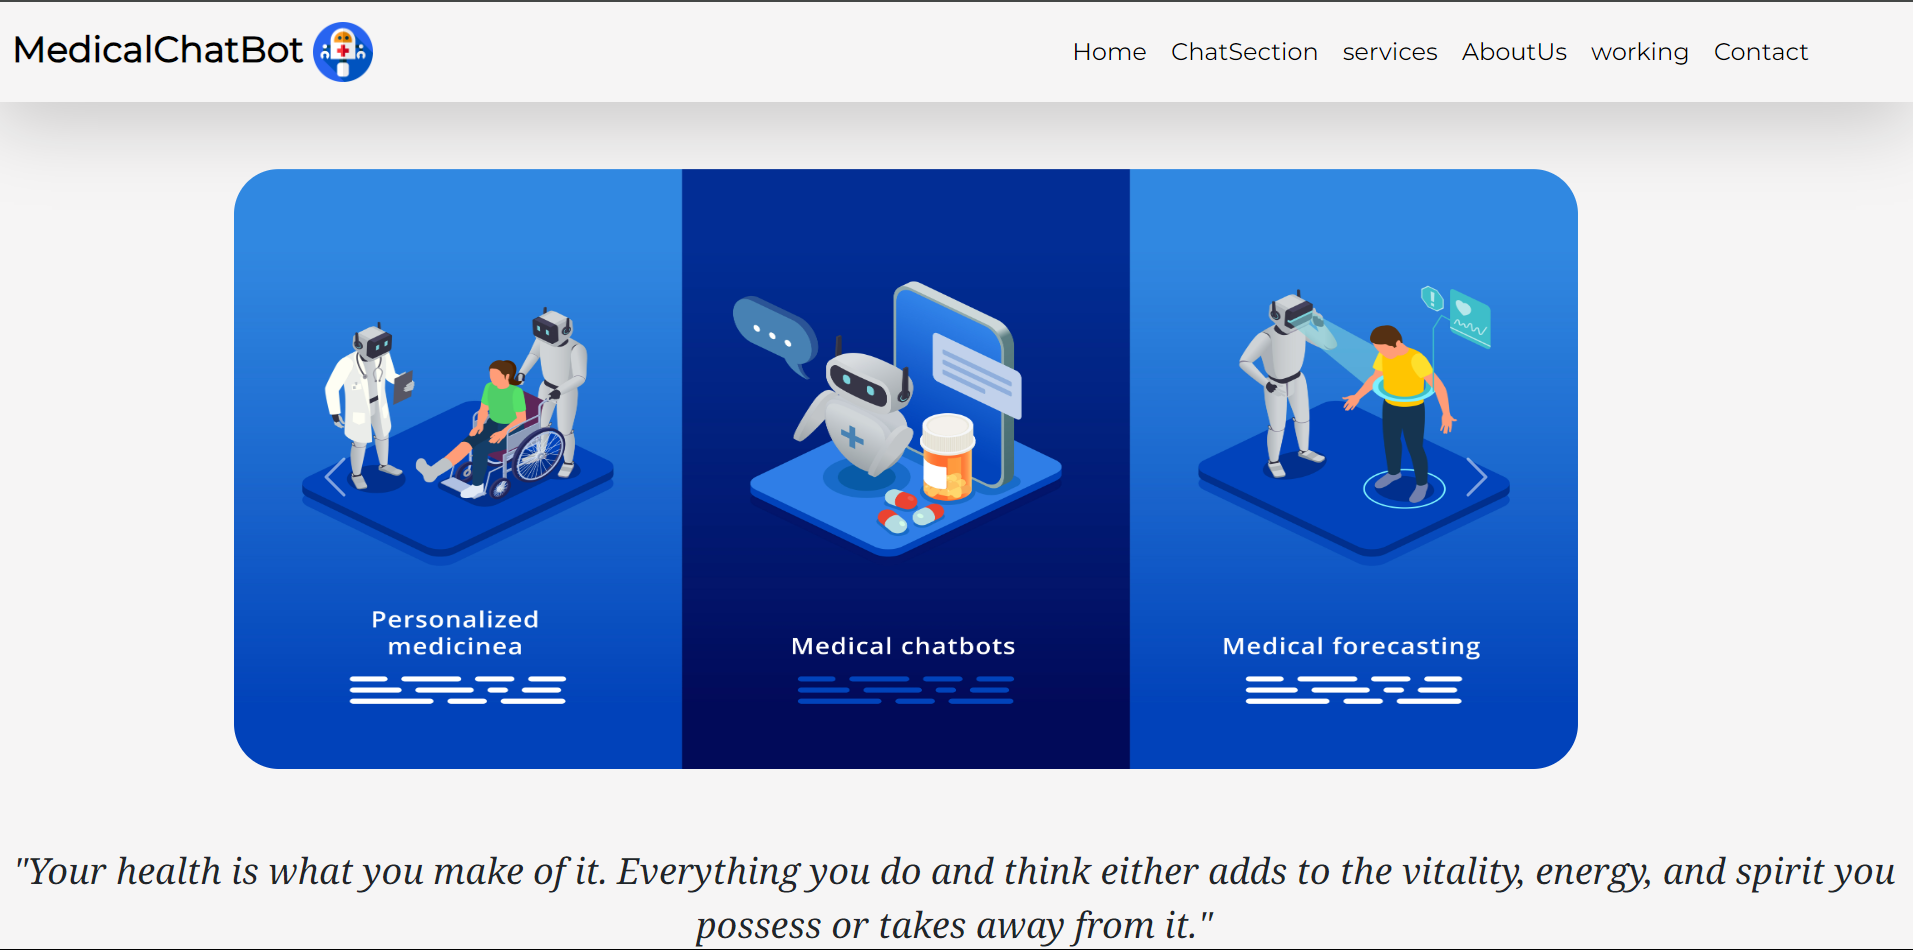 MedicalChatBot
Home ChatSection services AboutUs working Contact
Personalized
medicinea
Medical chatbots
Medical forecasting
"Your health is what you make of it. Everything you do and think either adds to the vitality, energy, and spirit you
possess or takes away from it."